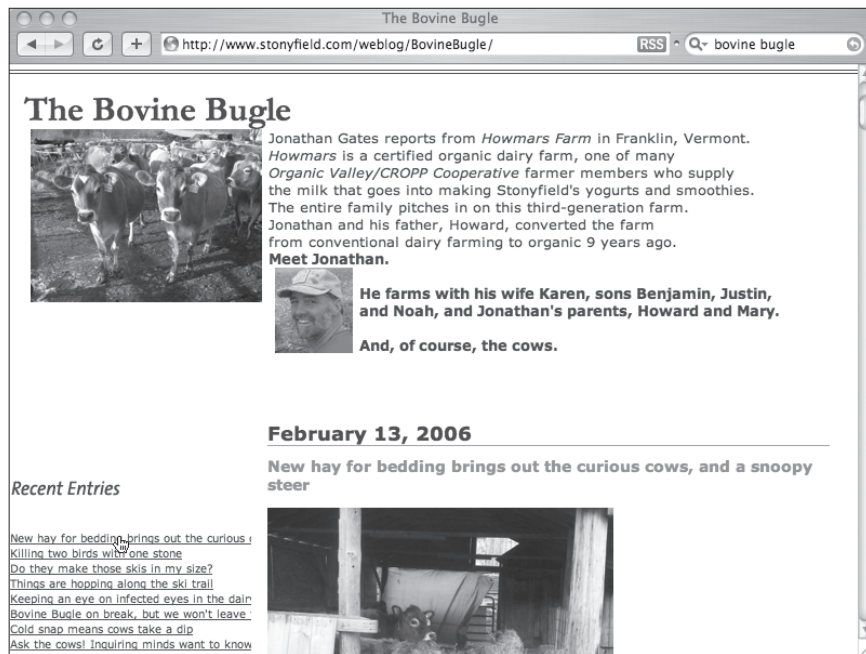 The Bovine Bugle
http://www.stonyfield.com/weblog/BovineBugle/
RSS
bovine bugle
The Bovine Bugle
Jonathan Gates reports from Howmars Farm in Franklin, Vermont.
Howmars is a certified organic dairy farm, one of many
Organic Valley/CROPP Cooperative farmer members who supply
the milk that goes into making Stonyfield's yogurts and smoothies.
The entire family pitches in on this third-generation farm.
Jonathan and his father, Howard, converted the farm
from conventional dairy farming to organic 9 years ago.
Meet Jonathan.
He farms with his wife Karen, sons Benjamin, Justin,
and Noah, and Jonathan's parents, Howard and Mary.
And, of course, the cows.
February 13, 2006
New hay for bedding brings out the curious cows, and a snoopy
steer
Recent Entries
New hay for bedding brings out the curious
Killing two birds with one stone
Do they make those skis in my size?
Things are hopping along the ski trail
Keeping an eye on infected eyes in the
Bovine Bugle on break, but we won't leave
Cold snap means cows take a dip
Ask the cows! Inquiring minds want to know